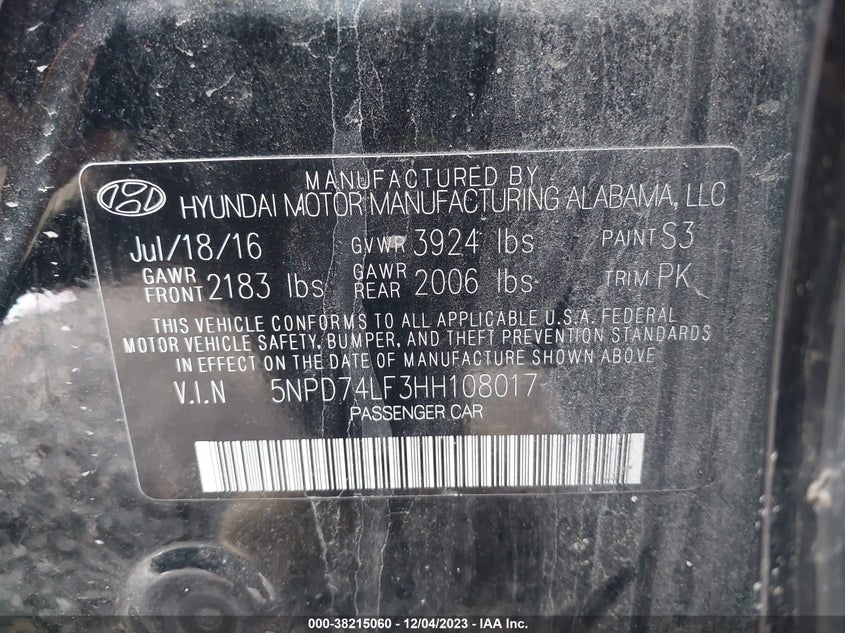 MANUFACTURED BY
HYUNDAI MOTOR MANUFACTURING ALABAMA, LLC
Jul/18/16 GVWR 3924 lbs PAINT S3
GAWR FRONT 2183 lbs GAWR REAR 2006 lbs TRIM PK
THIS VEHICLE CONFORMS TO ALL APPLICABLE U.S.A. FEDERAL
MOTOR VEHICLE SAFETY, BUMPER, AND THEFT PREVENTION STANDARDS
IN EFFECT ON THE DATE OF MANUFACTURE SHOWN ABOVE
V.I.N 5NPD74LF3HH108017
PASSENGER CAR
000-38215060 - 12/04/2023 - IAA Inc.